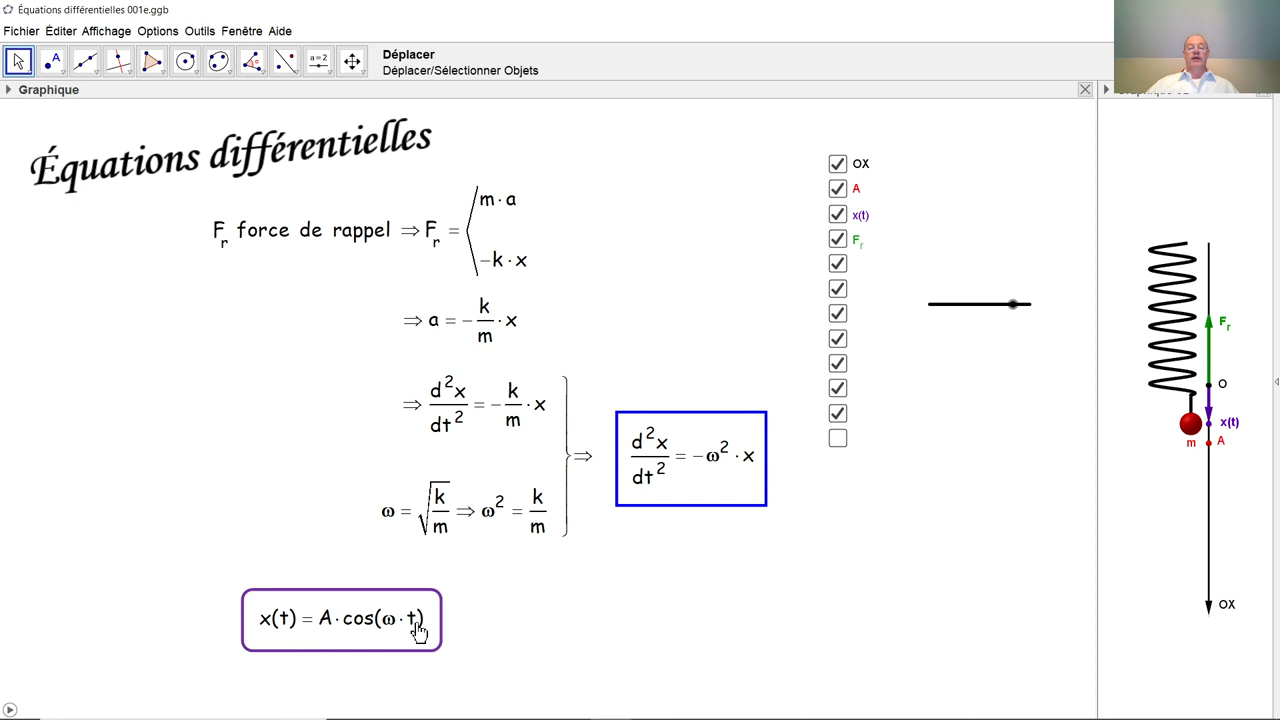 Équations différentielles 001e.ggb
Fichier Éditer Affichage Options Outils Fenêtre Aide
A
a=2
Déplacer
Déplacer/Sélectionner Objets
Graphique
Équations différentielles
F_r force de rappel ⇒ F_r =
m · a
−k · x
⇒ a = − k/m · x
⇒ d²x/dt² = − k/m · x
ω = √(k/m) ⇒ ω² = k/m
⇒
d²x/dt² = −ω² · x
x(t) = A · cos(ω · t)
OX
A
x(t)
F_r
F_r
O
x(t)
m
A
OX